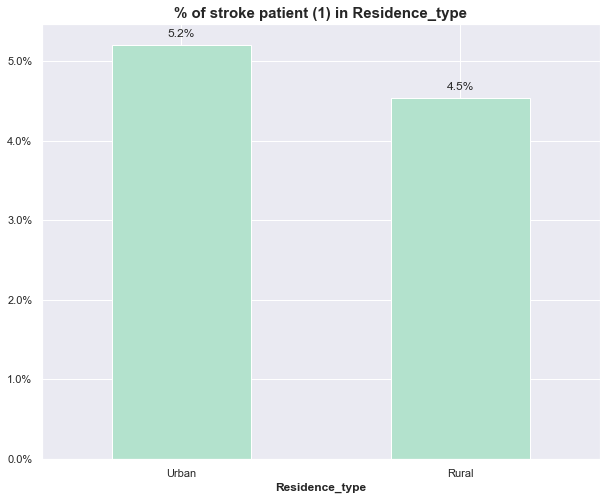 % of stroke patient (1) in Residence_type
5.2%
4.5%
5.0%
4.0%
3.0%
2.0%
1.0%
0.0%
Urban
Rural
Residence_type